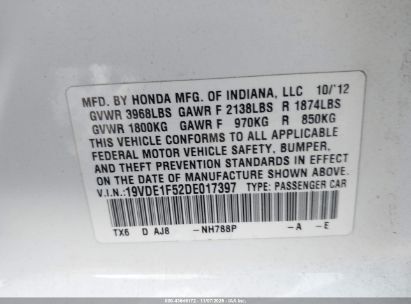 MFD. BY HONDA MFG. OF INDIANA, LLC 10/'12
GVWR 3968LBS GAWR F 2138LBS R 1874LBS
GVWR 1800KG GAWR F 970KG R 850KG
THIS VEHICLE CONFORMS TO ALL APPLICABLE
FEDERAL MOTOR VEHICLE SAFETY, BUMPER,
AND THEFT PREVENTION STANDARDS IN EFFECT
ON THE DATE OF MANUFACTURE SHOWN ABOVE.
V.I.N.:19VDE1F52DE017397 TYPE: PASSENGER CAR
TX6 D AJ8 -NH788P -A -E